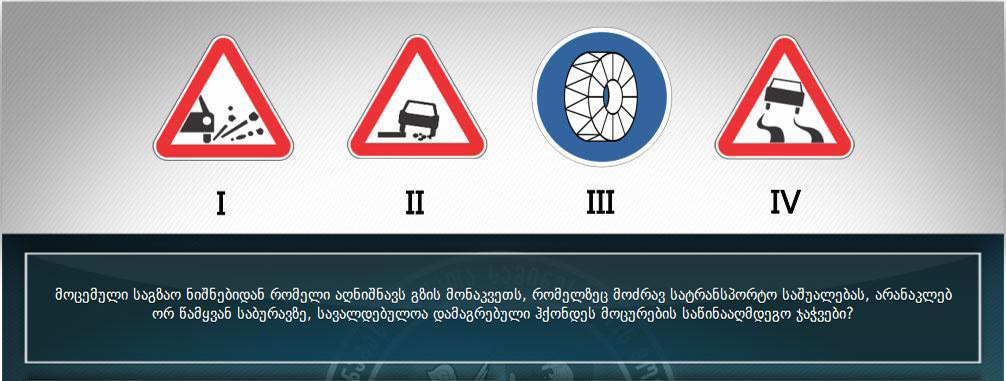 I II III IV
მოცემული საგზაო ნიშნებიდან რომელი აღნიშნავს გზის მონაკვეთს, რომელზეც მოძრავ სატრანსპორტო საშუალებას, არანაკლებ
ორ წამყვან საბურავზე, სავალდებულოა დამაგრებული ჰქონდეს მოცურების საწინააღმდეგო ჯაჭვები?